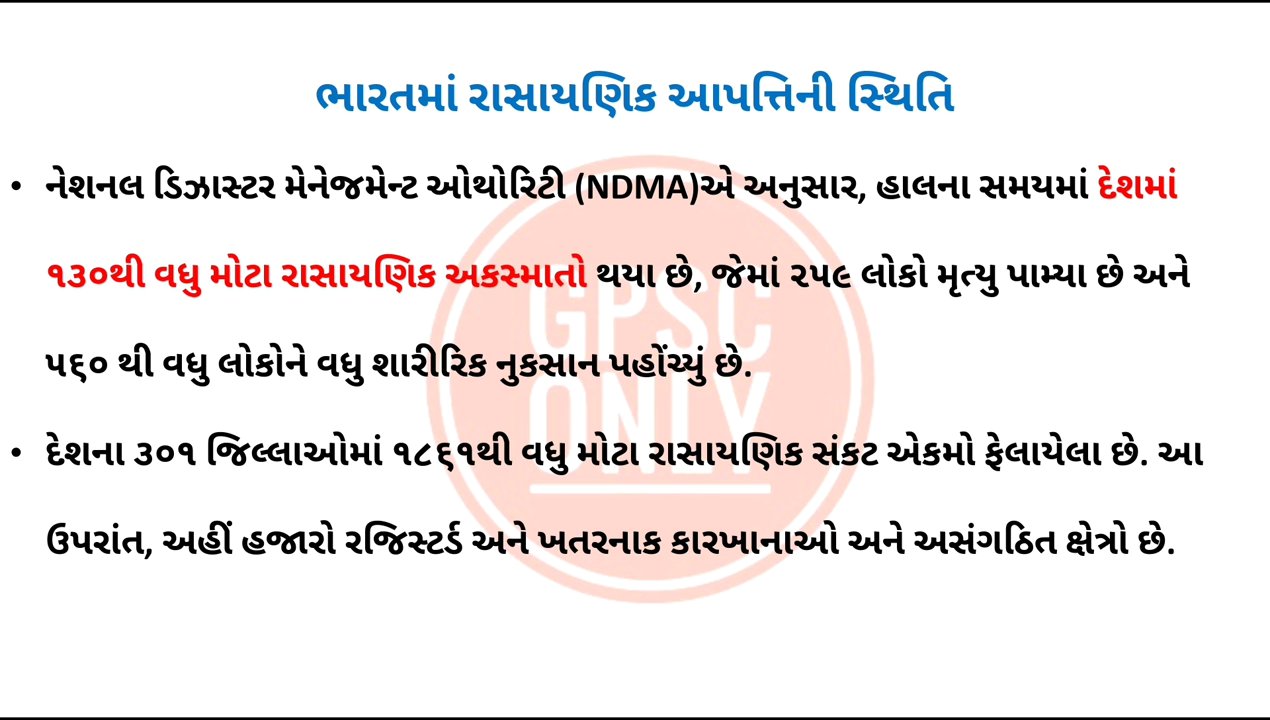 ભારતમાં રાસાયણિક આપત્તિની સ્થિતિ
• નેશનલ ડિઝાસ્ટર મેનેજમેન્ટ ઓથોરિટી (NDMA)એ અનુસાર, હાલના સમયમાં દેશમાં
૧૩૦થી વધુ મોટા રાસાયણિક અકસ્માતો થયા છે, જેમાં ૨૫૯ લોકો મૃત્યુ પામ્યા છે અને
૫૬૦ થી વધુ લોકોને વધુ શારીરિક નુકસાન પહોંચ્યું છે.
• દેશના ૩૦૧ જિલ્લાઓમાં ૧૮૬૧થી વધુ મોટા રાસાયણિક સંકટ એકમો ફેલાયેલા છે. આ
ઉપરાંત, અહીં હજારો રજિસ્ટર્ડ અને ખતરનાક કારખાનાઓ અને અસંગઠિત ક્ષેત્રો છે.
GPSC
ONLY